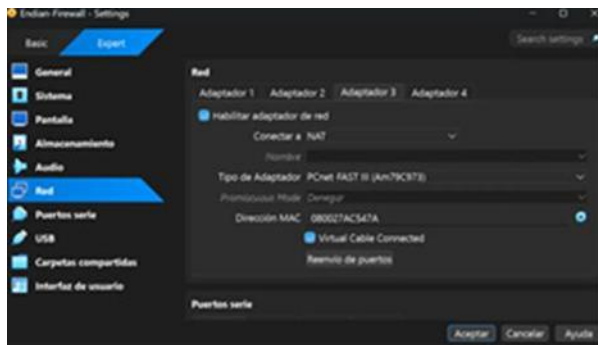 Endian-Firewall - Settings
Basic Expert Search settings
General
Sistema
Pantalla
Almacenamiento
Audio
Red
Puertos serie
USB
Carpetas compartidas
Interfaz de usuario
Red
Adaptador 1 Adaptador 2 Adaptador 3 Adaptador 4
Habilitar adaptador de red
Conectar a NAT
Nombre
Tipo de Adaptador PCnet FAST III (Am79C973)
Promiscuous Mode Denegar
Dirección MAC 080027AC547A
Virtual Cable Connected
Reenvío de puertos
Puertos serie
Aceptar Cancelar Ayuda